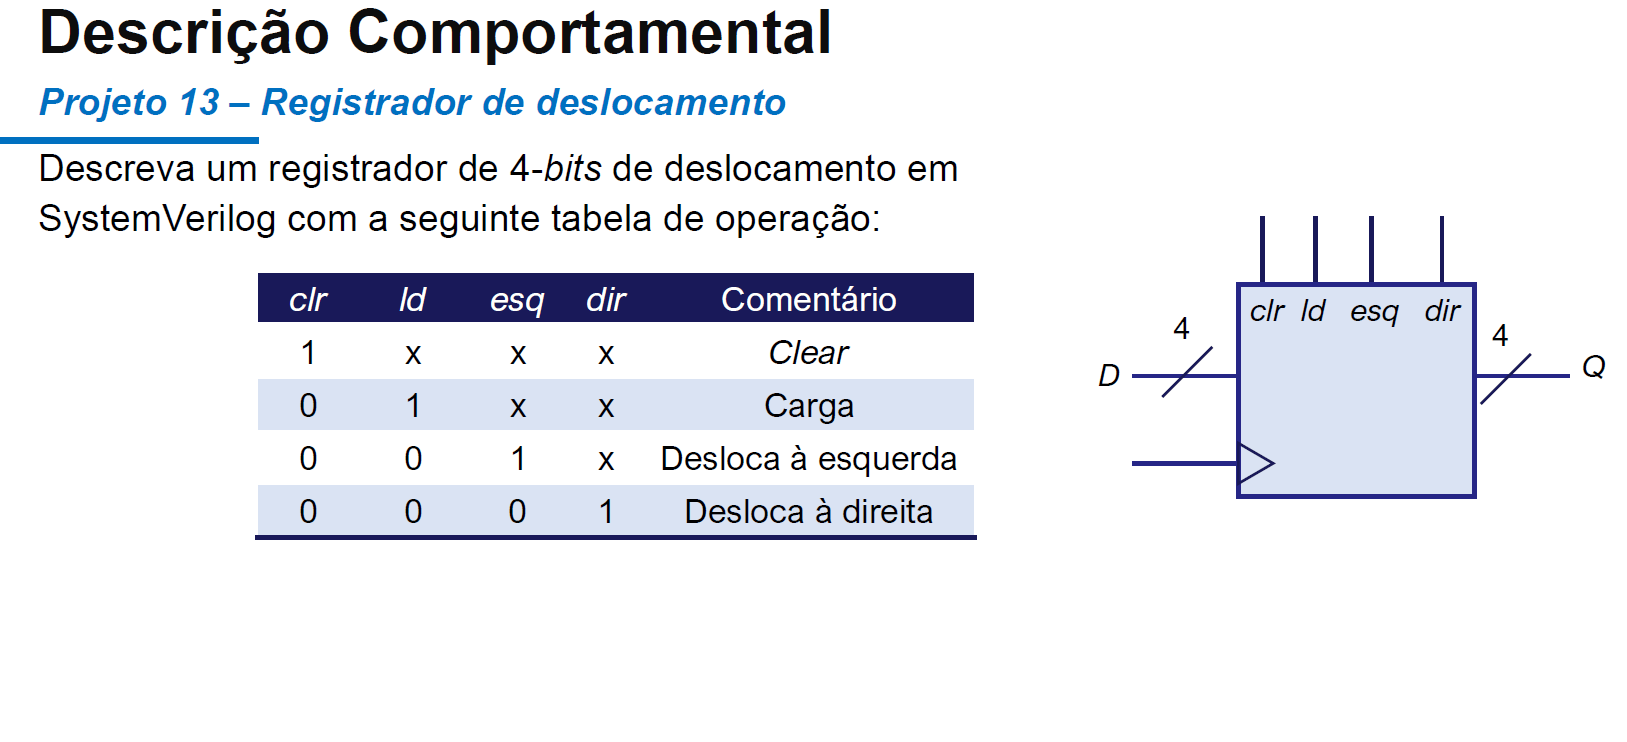 Descrição Comportamental
Projeto 13 – Registrador de deslocamento
Descreva um registrador de 4-bits de deslocamento em
SystemVerilog com a seguinte tabela de operação:
clr ld esq dir Comentário
1 x x x Clear
0 1 x x Carga
0 0 1 x Desloca à esquerda
0 0 0 1 Desloca à direita
clr ld esq dir
4
4
D
Q